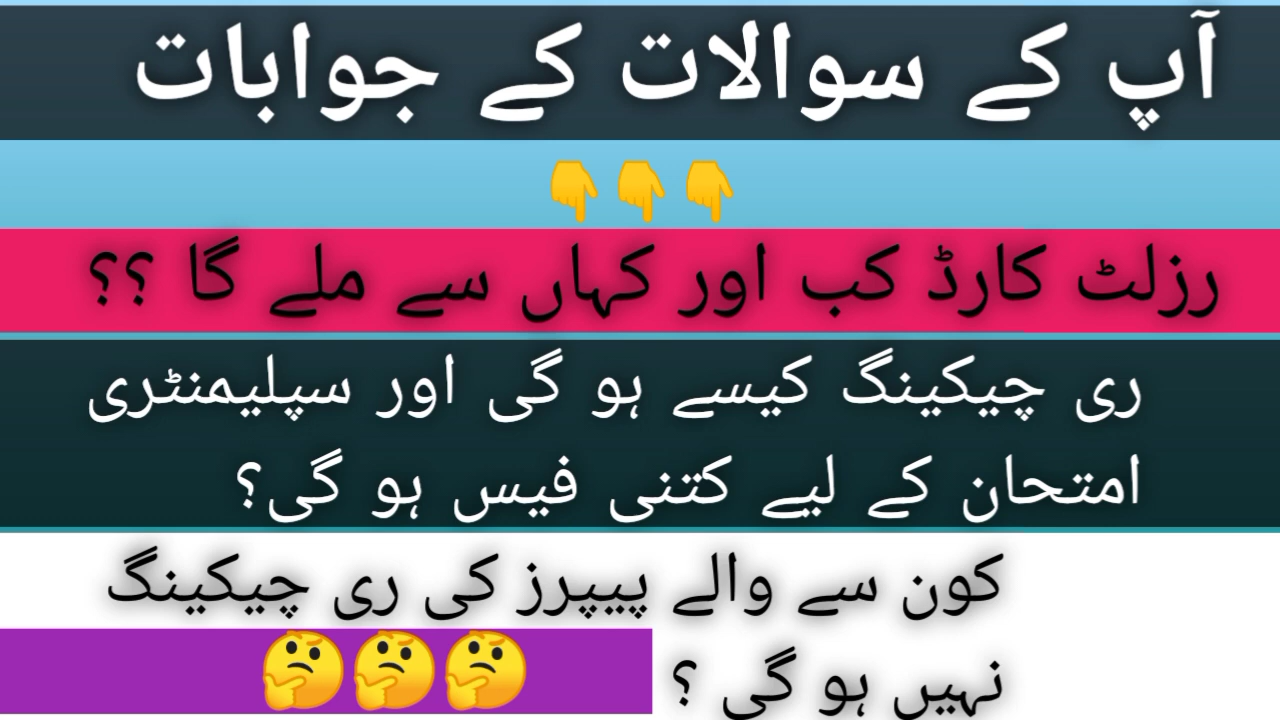 آپ کے سوالات کے جوابات
👇👇👇
رزلٹ کارڈ کب اور کہاں سے ملے گا ؟؟
ری چیکینگ کیسے ہو گی اور سپلیمنٹری
امتحان کے لیے کتنی فیس ہو گی؟
کون سے والے پیپرز کی ری چیکینگ
نہیں ہو گی ؟ 🤔🤔🤔